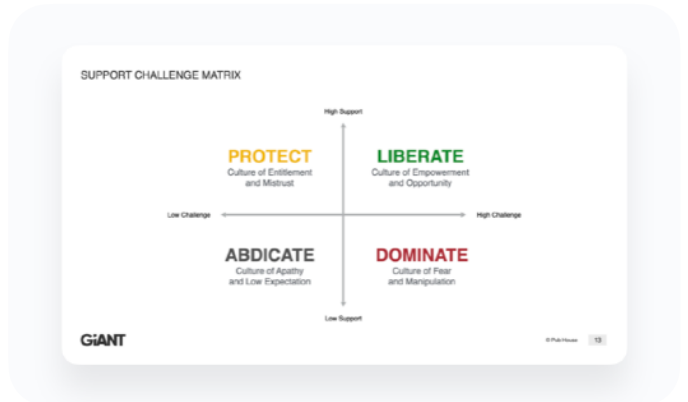 SUPPORT CHALLENGE MATRIX
High Support
PROTECT
Culture of Entitlement
and Mistrust
LIBERATE
Culture of Empowerment
and Opportunity
Low Challenge
High Challenge
ABDICATE
Culture of Apathy
and Low Expectation
DOMINATE
Culture of Fear
and Manipulation
Low Support
GiANT
© Pub House 13